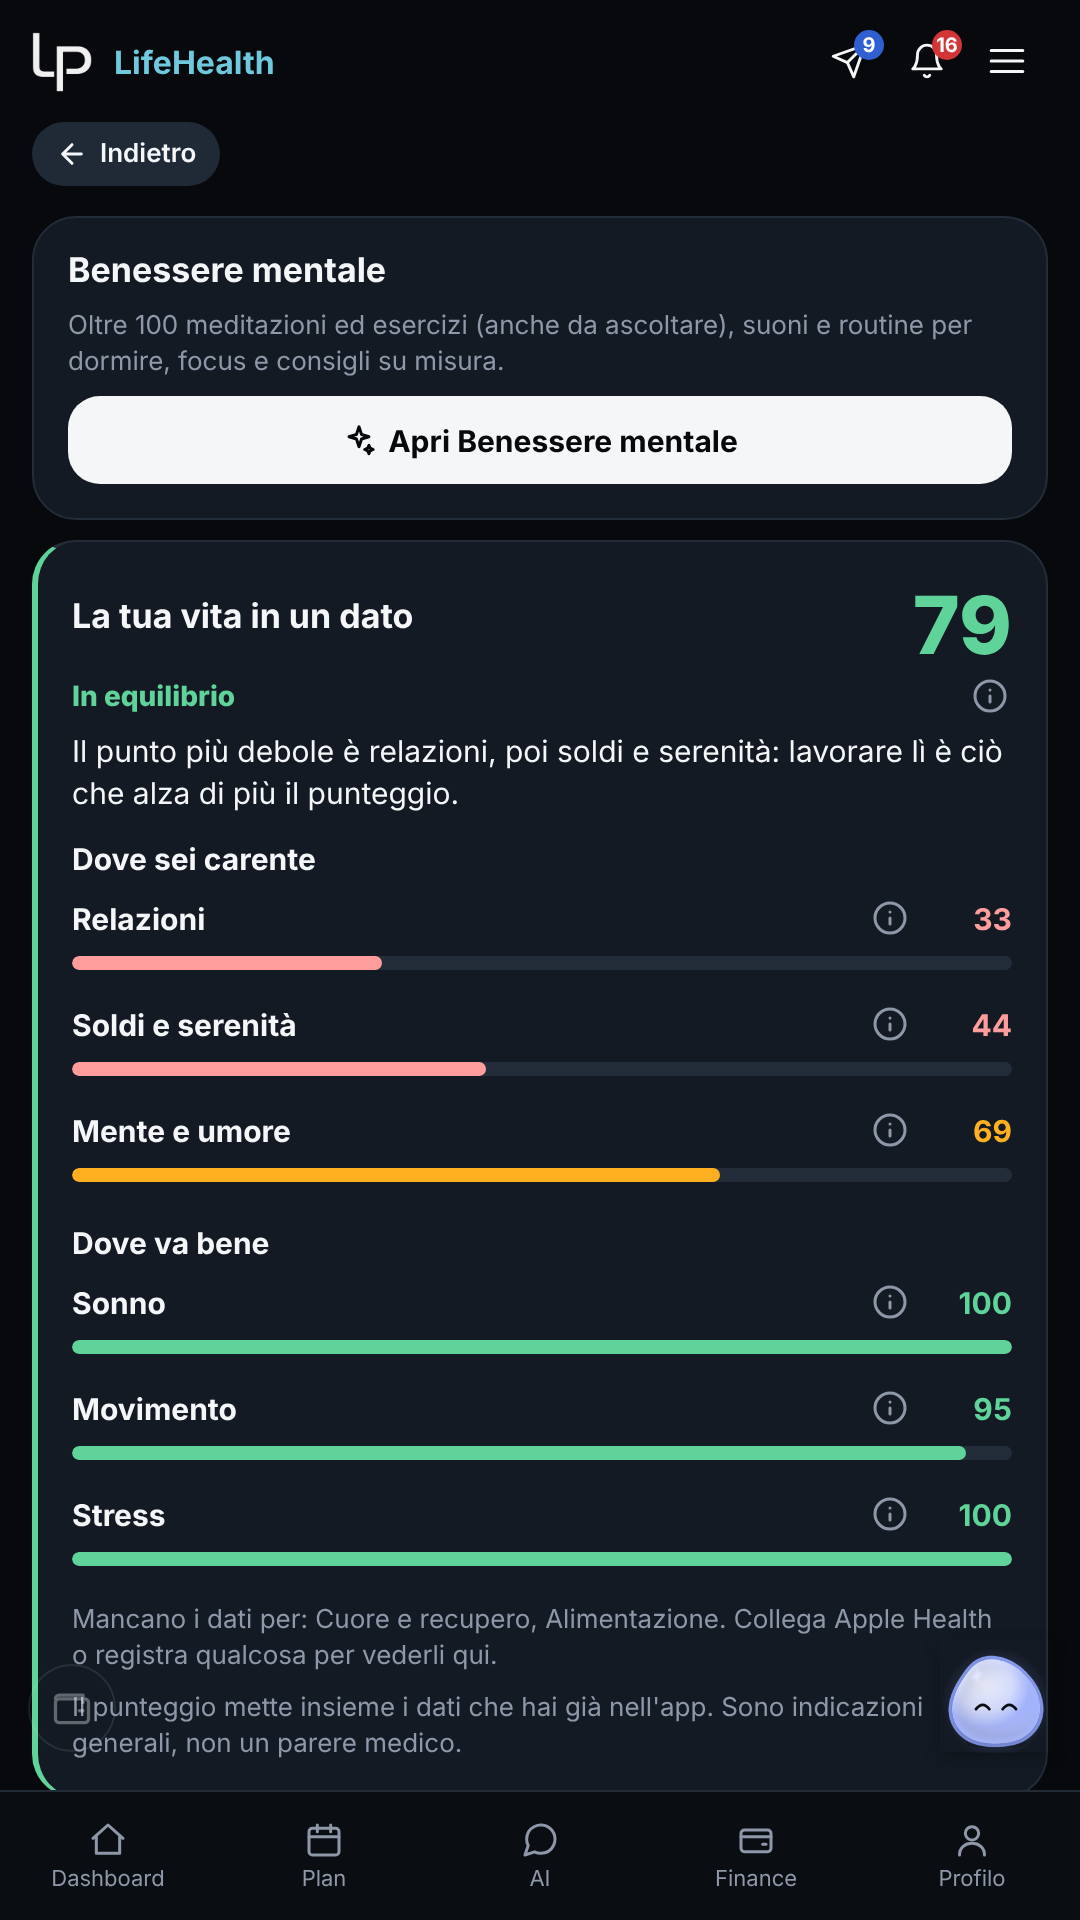 LP LifeHealth 9 16
Indietro
Benessere mentale
Oltre 100 meditazioni ed esercizi (anche da ascoltare), suoni e routine per
dormire, focus e consigli su misura.
Apri Benessere mentale
La tua vita in un dato 79
In equilibrio
Il punto più debole è relazioni, poi soldi e serenità: lavorare lì è ciò
che alza di più il punteggio.
Dove sei carente
Relazioni 33
Soldi e serenità 44
Mente e umore 69
Dove va bene
Sonno 100
Movimento 95
Stress 100
Mancano i dati per: Cuore e recupero, Alimentazione. Collega Apple Health
o registra qualcosa per vederli qui.
Il punteggio mette insieme i dati che hai già nell'app. Sono indicazioni
generali, non un parere medico.
Dashboard Plan AI Finance Profilo